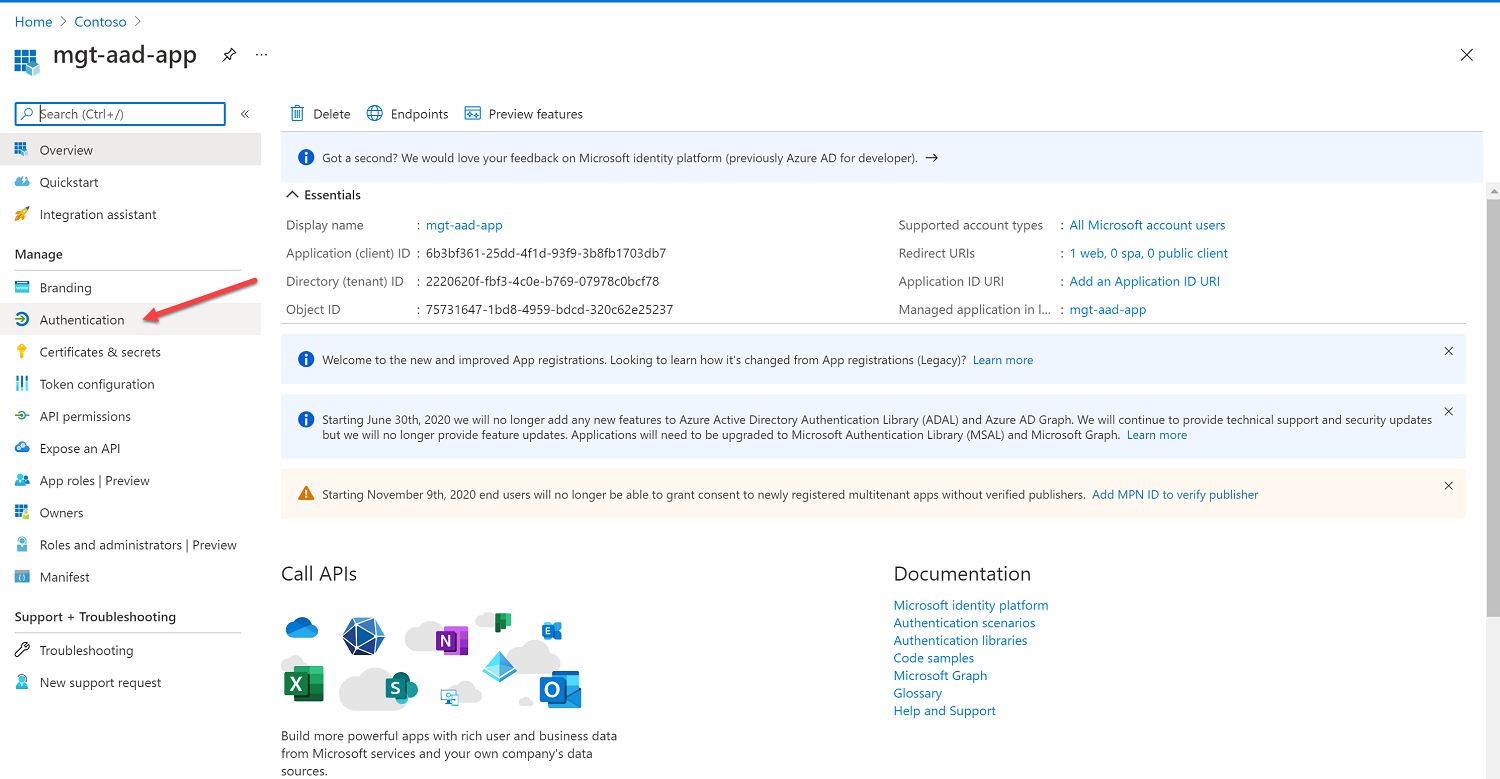 Home > Contoso >
mgt-aad-app ...
Search (Ctrl+/) «
Overview
Quickstart
Integration assistant
Manage
Branding
Authentication
Certificates & secrets
Token configuration
API permissions
Expose an API
App roles | Preview
Owners
Roles and administrators | Preview
Manifest
Support + Troubleshooting
Troubleshooting
New support request
Delete Endpoints Preview features
Got a second? We would love your feedback on Microsoft identity platform (previously Azure AD for developer). →
Essentials
Display name : mgt-aad-app
Application (client) ID : 6b3bf361-25dd-4f1d-93f9-3b8fb1703db7
Directory (tenant) ID : 2220620f-fbf3-4c0e-b769-07978c0bcf78
Object ID : 75731647-1bd8-4959-bdcd-320c62e25237
Supported account types : All Microsoft account users
Redirect URIs : 1 web, 0 spa, 0 public client
Application ID URI : Add an Application ID URI
Managed application in l... : mgt-aad-app
Welcome to the new and improved App registrations. Looking to learn how it's changed from App registrations (Legacy)? Learn more
Starting June 30th, 2020 we will no longer add any new features to Azure Active Directory Authentication Library (ADAL) and Azure AD Graph. We will continue to provide technical support and security updates
but we will no longer provide feature updates. Applications will need to be upgraded to Microsoft Authentication Library (MSAL) and Microsoft Graph. Learn more
Starting November 9th, 2020 end users will no longer be able to grant consent to newly registered multitenant apps without verified publishers. Add MPN ID to verify publisher
Call APIs
N
E
X
S
O
Build more powerful apps with rich user and business data
from Microsoft services and your own company's data
sources.
Documentation
Microsoft identity platform
Authentication scenarios
Authentication libraries
Code samples
Microsoft Graph
Glossary
Help and Support